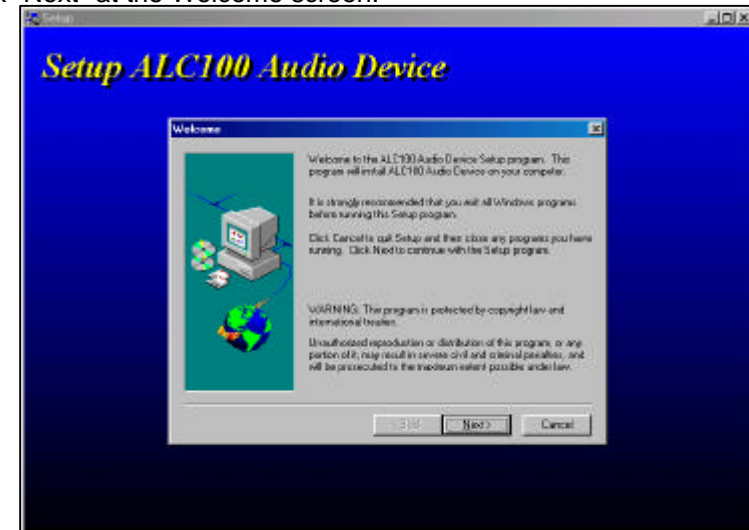 "Next" at the Welcome screen.
Setup
Setup ALC100 Audio Device
Welcome
Welcome to the ALC100 Audio Device Setup program. This
program will install ALC100 Audio Device on your computer.
It is strongly recommended that you exit all Windows programs
before running this Setup program.
Click Cancel to quit Setup and then close any programs you have
running. Click Next to continue with the Setup program.
WARNING: This program is protected by copyright law and
international treaties.
Unauthorized reproduction or distribution of this program, or any
portion of it, may result in severe civil and criminal penalties, and
will be prosecuted to the maximum extent possible under law.
< Back
Next >
Cancel